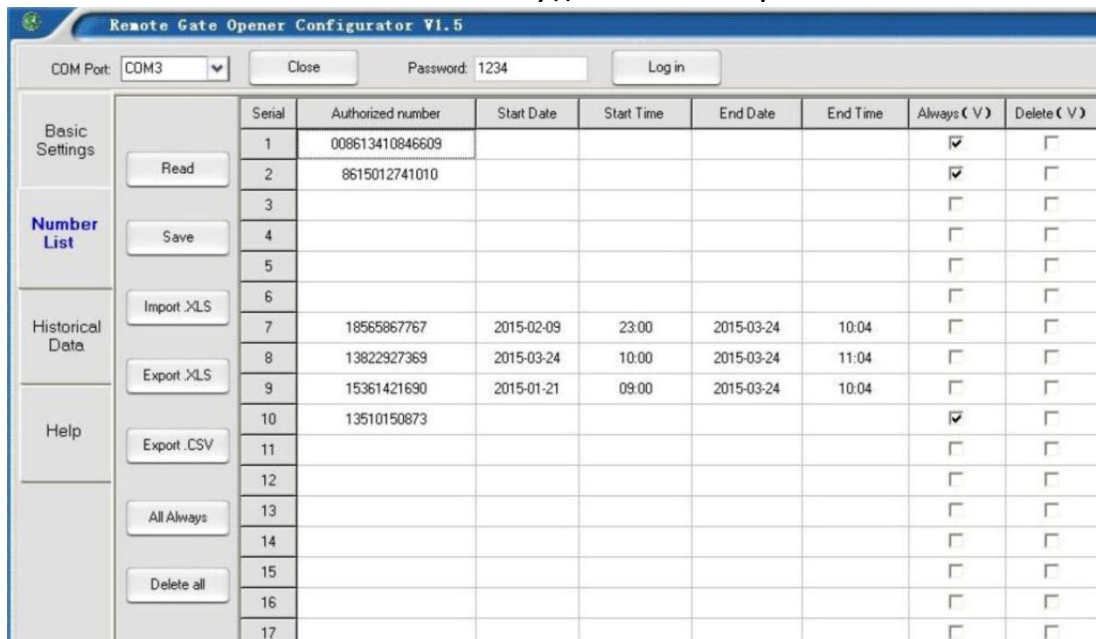 Remote Gate Opener Configurator V1.5
COM Port: COM3 Close Password: 1234 Log in
Basic Settings
Number List
Historical Data
Help
Read
Save
Import .XLS
Export .XLS
Export .CSV
All Always
Delete all
Serial Authorized number Start Date Start Time End Date End Time Always( V ) Delete( V )
1 008613410846609
2 8615012741010
3
4
5
6
7 18565867767 2015-02-09 23:00 2015-03-24 10:04
8 13822927369 2015-03-24 10:00 2015-03-24 11:04
9 15361421690 2015-01-21 09:00 2015-03-24 10:04
10 13510150873
11
12
13
14
15
16
17